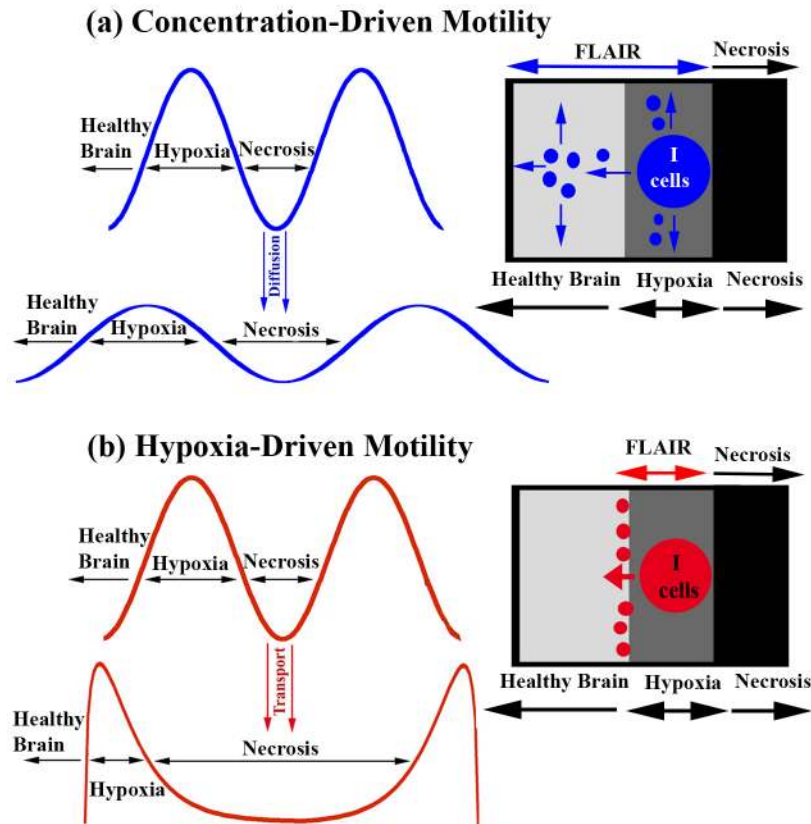 (a) Concentration-Driven Motility
FLAIR
Necrosis
Healthy
Brain
Hypoxia
Necrosis
I
cells
Diffusion
Healthy Brain
Hypoxia
Necrosis
Healthy
Brain
Hypoxia
Necrosis
(b) Hypoxia-Driven Motility
FLAIR
Necrosis
Healthy
Brain
Hypoxia
Necrosis
I
cells
Transport
Healthy Brain
Hypoxia
Necrosis
Healthy
Brain
Necrosis
Hypoxia